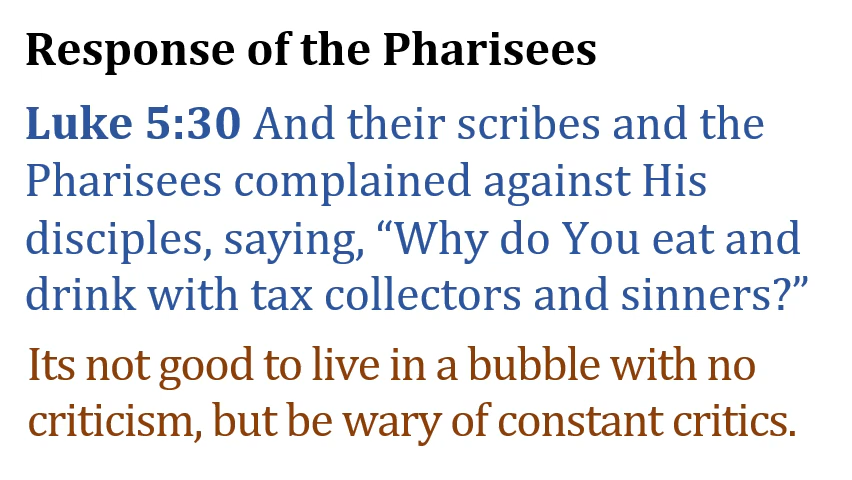 Response of the Pharisees
Luke 5:30 And their scribes and the
Pharisees complained against His
disciples, saying, “Why do You eat and
drink with tax collectors and sinners?”
Its not good to live in a bubble with no
criticism, but be wary of constant critics.